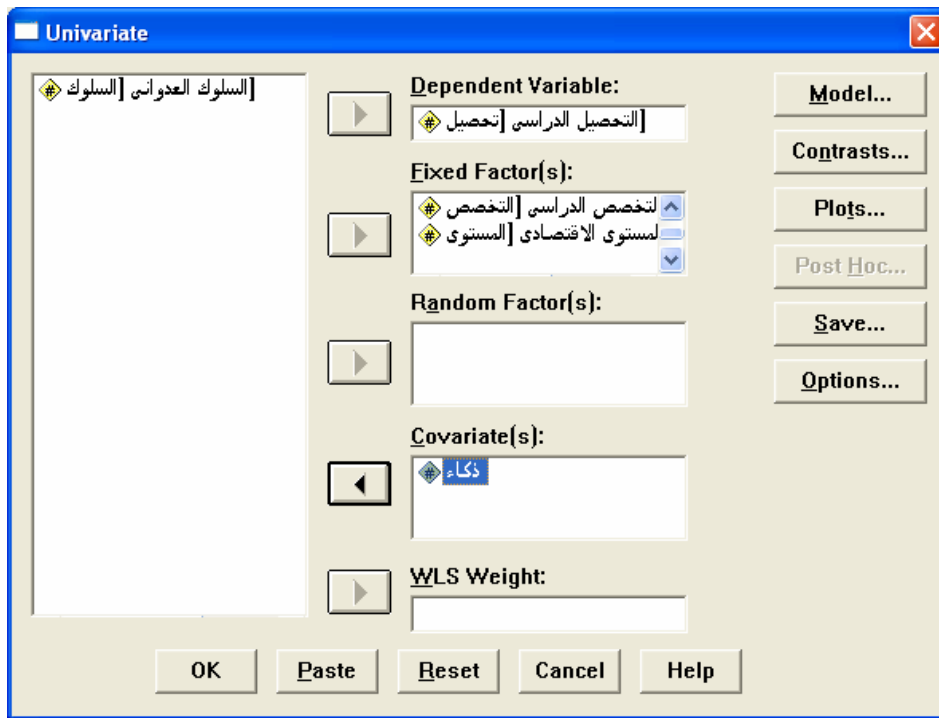 Univariate
السلوك العدوانى [السلوك]
Dependent Variable:
التحصيل الدراسى [تحصيل]
Fixed Factor(s):
لتخصص الدراسى [التخصص
لمستوى الاقتصادى [المستوى
Random Factor(s):
Covariate(s):
ذكاء
WLS Weight:
Model...
Contrasts...
Plots...
Post Hoc...
Save...
Options...
OK
Paste
Reset
Cancel
Help